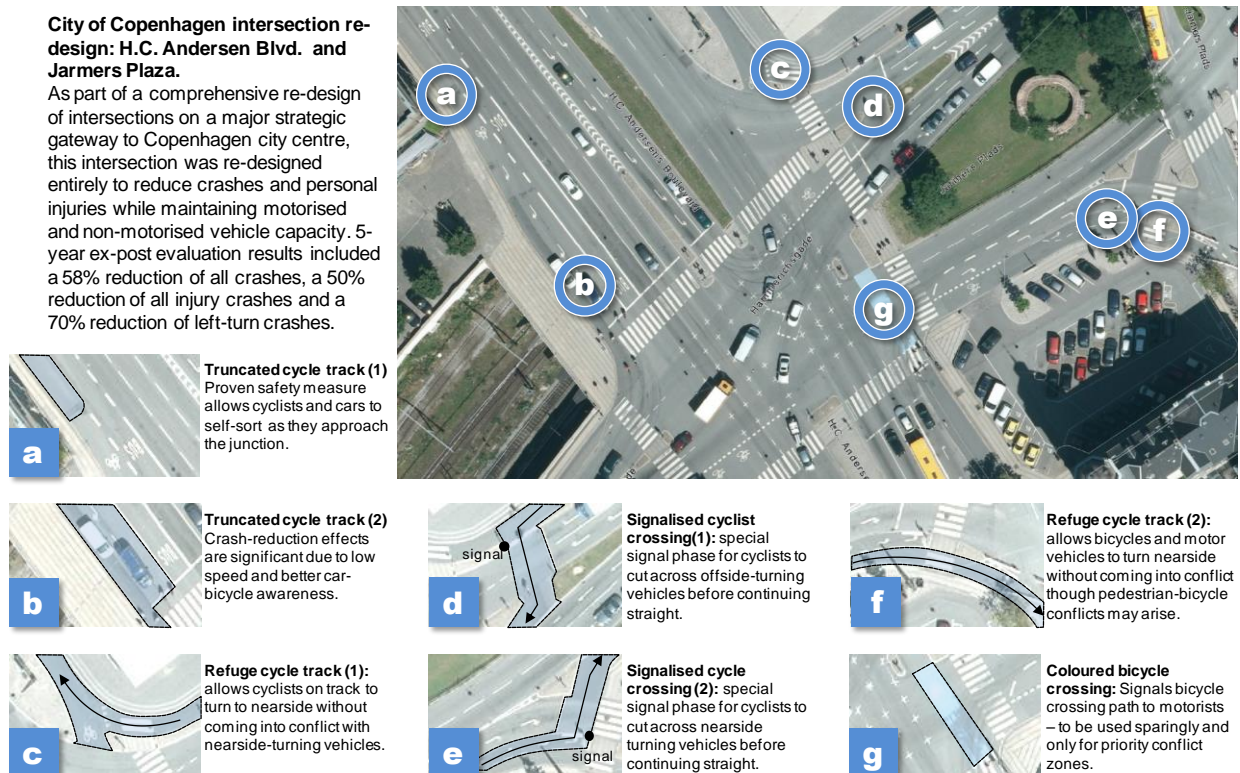 City of Copenhagen intersection re-
design: H.C. Andersen Blvd. and
Jarmers Plaza.
As part of a comprehensive re-design
of intersections on a major strategic
gateway to Copenhagen city centre,
this intersection was re-designed
entirely to reduce crashes and personal
injuries while maintaining motorised
and non-motorised vehicle capacity. 5-
year ex-post evaluation results included
a 58% reduction of all crashes, a 50%
reduction of all injury crashes and a
70% reduction of left-turn crashes.
a
b
c
d
e
f
g
H.C. Andersens Boulevard
Jarmers Plads
Jarmers Plads
Hammerichsgade
H.C. Andersens
a
Truncated cycle track (1)
Proven safety measure
allows cyclists and cars to
self-sort as they approach
the junction.
b
Truncated cycle track (2)
Crash-reduction effects
are significant due to low
speed and better car-
bicycle awareness.
c
Refuge cycle track (1):
allows cyclists on track to
turn to nearside without
coming into conflict with
nearside-turning vehicles.
signal
d
Signalised cyclist
crossing(1): special
signal phase for cyclists to
cut across offside-turning
vehicles before continuing
straight.
signal
e
Signalised cycle
crossing (2): special
signal phase for cyclists to
cut across nearside
turning vehicles before
continuing straight.
f
Refuge cycle track (2):
allows bicycles and motor
vehicles to turn nearside
without coming into conflict
though pedestrian-bicycle
conflicts may arise.
g
Coloured bicycle
crossing: Signals bicycle
crossing path to motorists
– to be used sparingly and
only for priority conflict
zones.